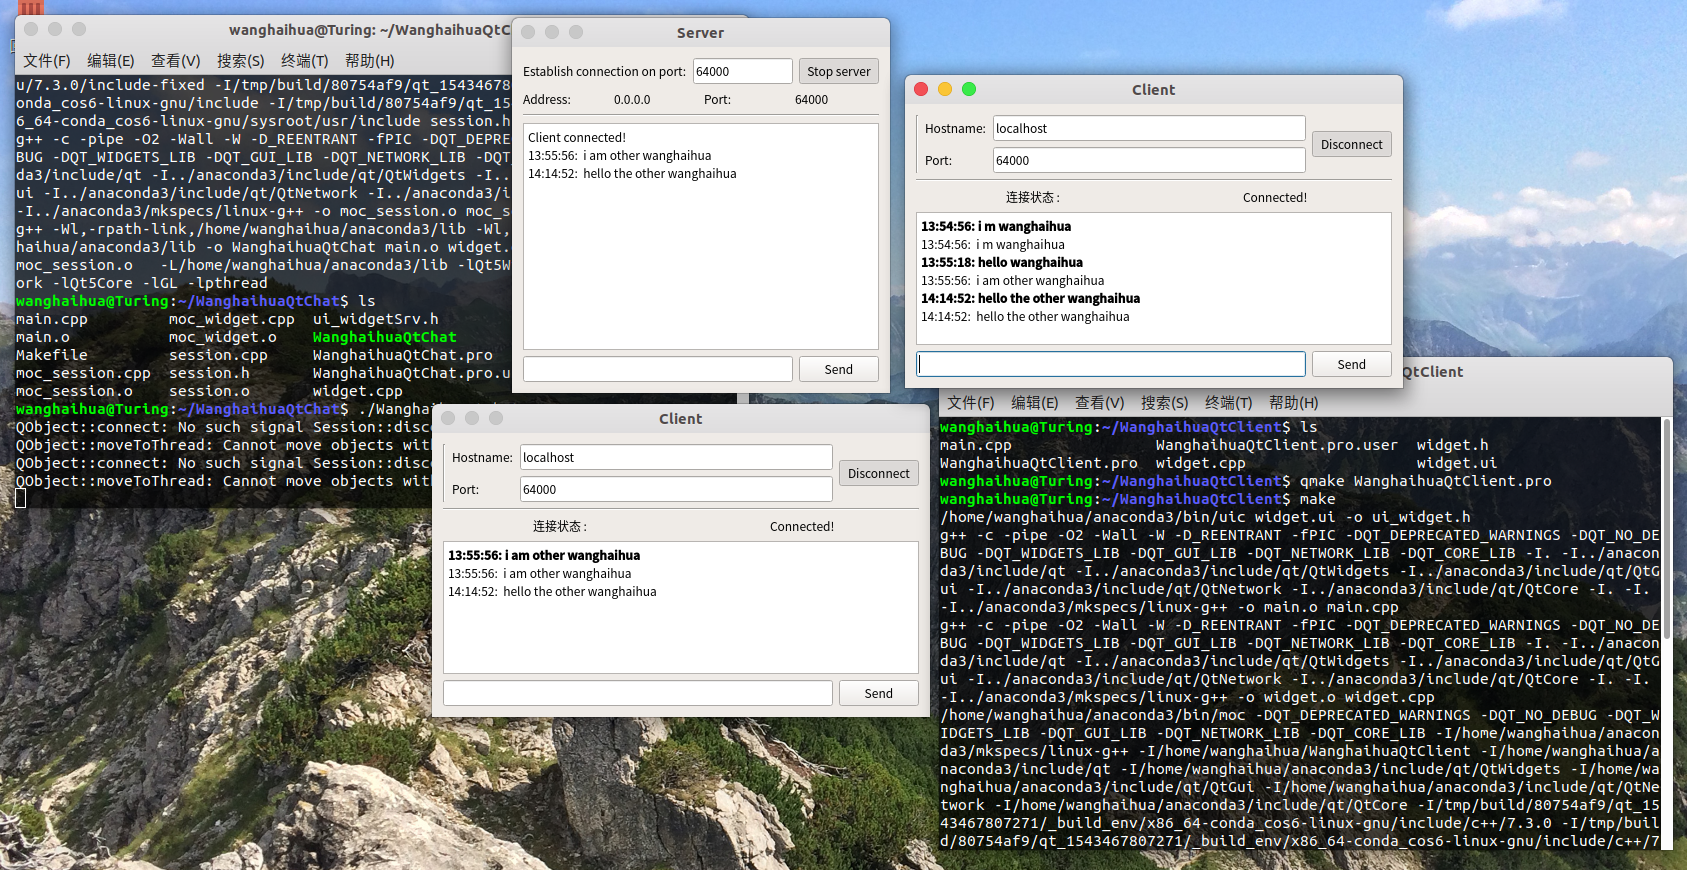 wanghaihua@Turing: ~/WanghaihuaQtC
文件(F) 编辑(E) 查看(V) 搜索(S) 终端(T) 帮助(H)
u/7.3.0/include-fixed -I/tmp/build/80754af9/qt_15434678
onda_cos6-linux-gnu/include -I/tmp/build/80754af9/qt_15
6_64-conda_cos6-linux-gnu/sysroot/usr/include session.h
g++ -c -pipe -O2 -Wall -W -D_REENTRANT -fPIC -DQT_DEPRE
BUG -DQT_WIDGETS_LIB -DQT_GUI_LIB -DQT_NETWORK_LIB -DQT
da3/include/qt -I../anaconda3/include/qt/QtWidgets -I..
ui -I../anaconda3/include/qt/QtNetwork -I../anaconda3/i
-I../anaconda3/mkspecs/linux-g++ -o moc_session.o moc_s
g++ -Wl,-rpath-link,/home/wanghaihua/anaconda3/lib -Wl,
haihua/anaconda3/lib -o WanghaihuaQtChat main.o widget.
moc_session.o   -L/home/wanghaihua/anaconda3/lib -lQt5W
ork -lQt5Core -lGL -lpthread
wanghaihua@Turing:~/WanghaihuaQtChat$ ls
main.cpp         moc_widget.cpp  ui_widgetSrv.h
main.o           moc_widget.o    WanghaihuaQtChat
Makefile         session.cpp     WanghaihuaQtChat.pro
moc_session.cpp  session.h       WanghaihuaQtChat.pro.u
moc_session.o    session.o       widget.cpp
wanghaihua@Turing:~/WanghaihuaQtChat$ ./Wanghai
QObject::connect: No such signal Session::disc
QObject::moveToThread: Cannot move objects wit
QObject::connect: No such signal Session::disc
QObject::moveToThread: Cannot move objects wit
Server
Establish connection on port: 64000 Stop server
Address: 0.0.0.0 Port: 64000
Client connected!
13:55:56:  i am other wanghaihua
14:14:52:  hello the other wanghaihua
Send
Client
Hostname: localhost
Disconnect
Port: 64000
连接状态 : Connected!
13:54:56: i m wanghaihua
13:54:56:  i m wanghaihua
13:55:18: hello wanghaihua
13:55:56:  i am other wanghaihua
14:14:52: hello the other wanghaihua
14:14:52:  hello the other wanghaihua
Send
Client
Hostname: localhost
Disconnect
Port: 64000
连接状态 : Connected!
13:55:56: i am other wanghaihua
13:55:56:  i am other wanghaihua
14:14:52:  hello the other wanghaihua
Send
QtClient
文件(F) 编辑(E) 查看(V) 搜索(S) 终端(T) 帮助(H)
wanghaihua@Turing:~/WanghaihuaQtClient$ ls
main.cpp                WanghaihuaQtClient.pro.user  widget.h
WanghaihuaQtClient.pro  widget.cpp                   widget.ui
wanghaihua@Turing:~/WanghaihuaQtClient$ qmake WanghaihuaQtClient.pro
wanghaihua@Turing:~/WanghaihuaQtClient$ make
/home/wanghaihua/anaconda3/bin/uic widget.ui -o ui_widget.h
g++ -c -pipe -O2 -Wall -W -D_REENTRANT -fPIC -DQT_DEPRECATED_WARNINGS -DQT_NO_DE
BUG -DQT_WIDGETS_LIB -DQT_GUI_LIB -DQT_NETWORK_LIB -DQT_CORE_LIB -I. -I../anacon
da3/include/qt -I../anaconda3/include/qt/QtWidgets -I../anaconda3/include/qt/QtG
ui -I../anaconda3/include/qt/QtNetwork -I../anaconda3/include/qt/QtCore -I. -I.
-I../anaconda3/mkspecs/linux-g++ -o main.o main.cpp
g++ -c -pipe -O2 -Wall -W -D_REENTRANT -fPIC -DQT_DEPRECATED_WARNINGS -DQT_NO_DE
BUG -DQT_WIDGETS_LIB -DQT_GUI_LIB -DQT_NETWORK_LIB -DQT_CORE_LIB -I. -I../anacon
da3/include/qt -I../anaconda3/include/qt/QtWidgets -I../anaconda3/include/qt/QtG
ui -I../anaconda3/include/qt/QtNetwork -I../anaconda3/include/qt/QtCore -I. -I.
-I../anaconda3/mkspecs/linux-g++ -o widget.o widget.cpp
/home/wanghaihua/anaconda3/bin/moc -DQT_DEPRECATED_WARNINGS -DQT_NO_DEBUG -DQT_W
IDGETS_LIB -DQT_GUI_LIB -DQT_NETWORK_LIB -DQT_CORE_LIB -I/home/wanghaihua/anacon
da3/mkspecs/linux-g++ -I/home/wanghaihua/WanghaihuaQtClient -I/home/wanghaihua/a
naconda3/include/qt -I/home/wanghaihua/anaconda3/include/qt/QtWidgets -I/home/wa
nghaihua/anaconda3/include/qt/QtGui -I/home/wanghaihua/anaconda3/include/qt/QtNe
twork -I/home/wanghaihua/anaconda3/include/qt/QtCore -I/tmp/build/80754af9/qt_15
43467807271/_build_env/x86_64-conda_cos6-linux-gnu/include/c++/7.3.0 -I/tmp/buil
d/80754af9/qt_1543467807271/_build_env/x86_64-conda_cos6-linux-gnu/include/c++/7